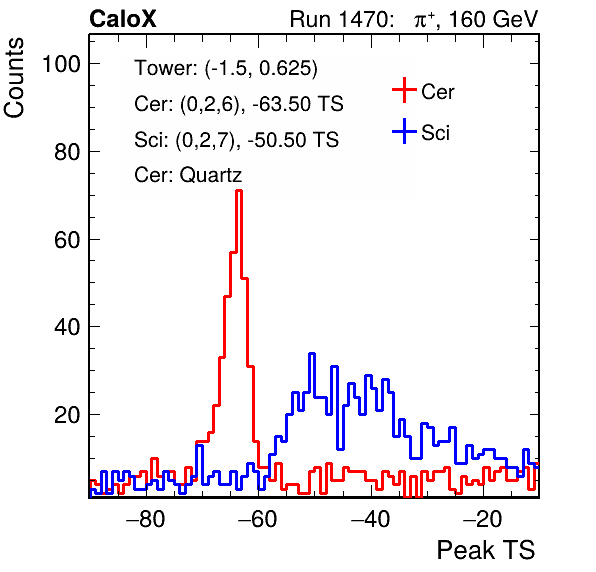 CaloX Run 1470: π⁺, 160 GeV
Counts
100
80
60
40
20
Tower: (-1.5, 0.625)
Cer: (0,2,6), -63.50 TS
Sci: (0,2,7), -50.50 TS
Cer: Quartz
Cer
Sci
−80 −60 −40 −20
Peak TS